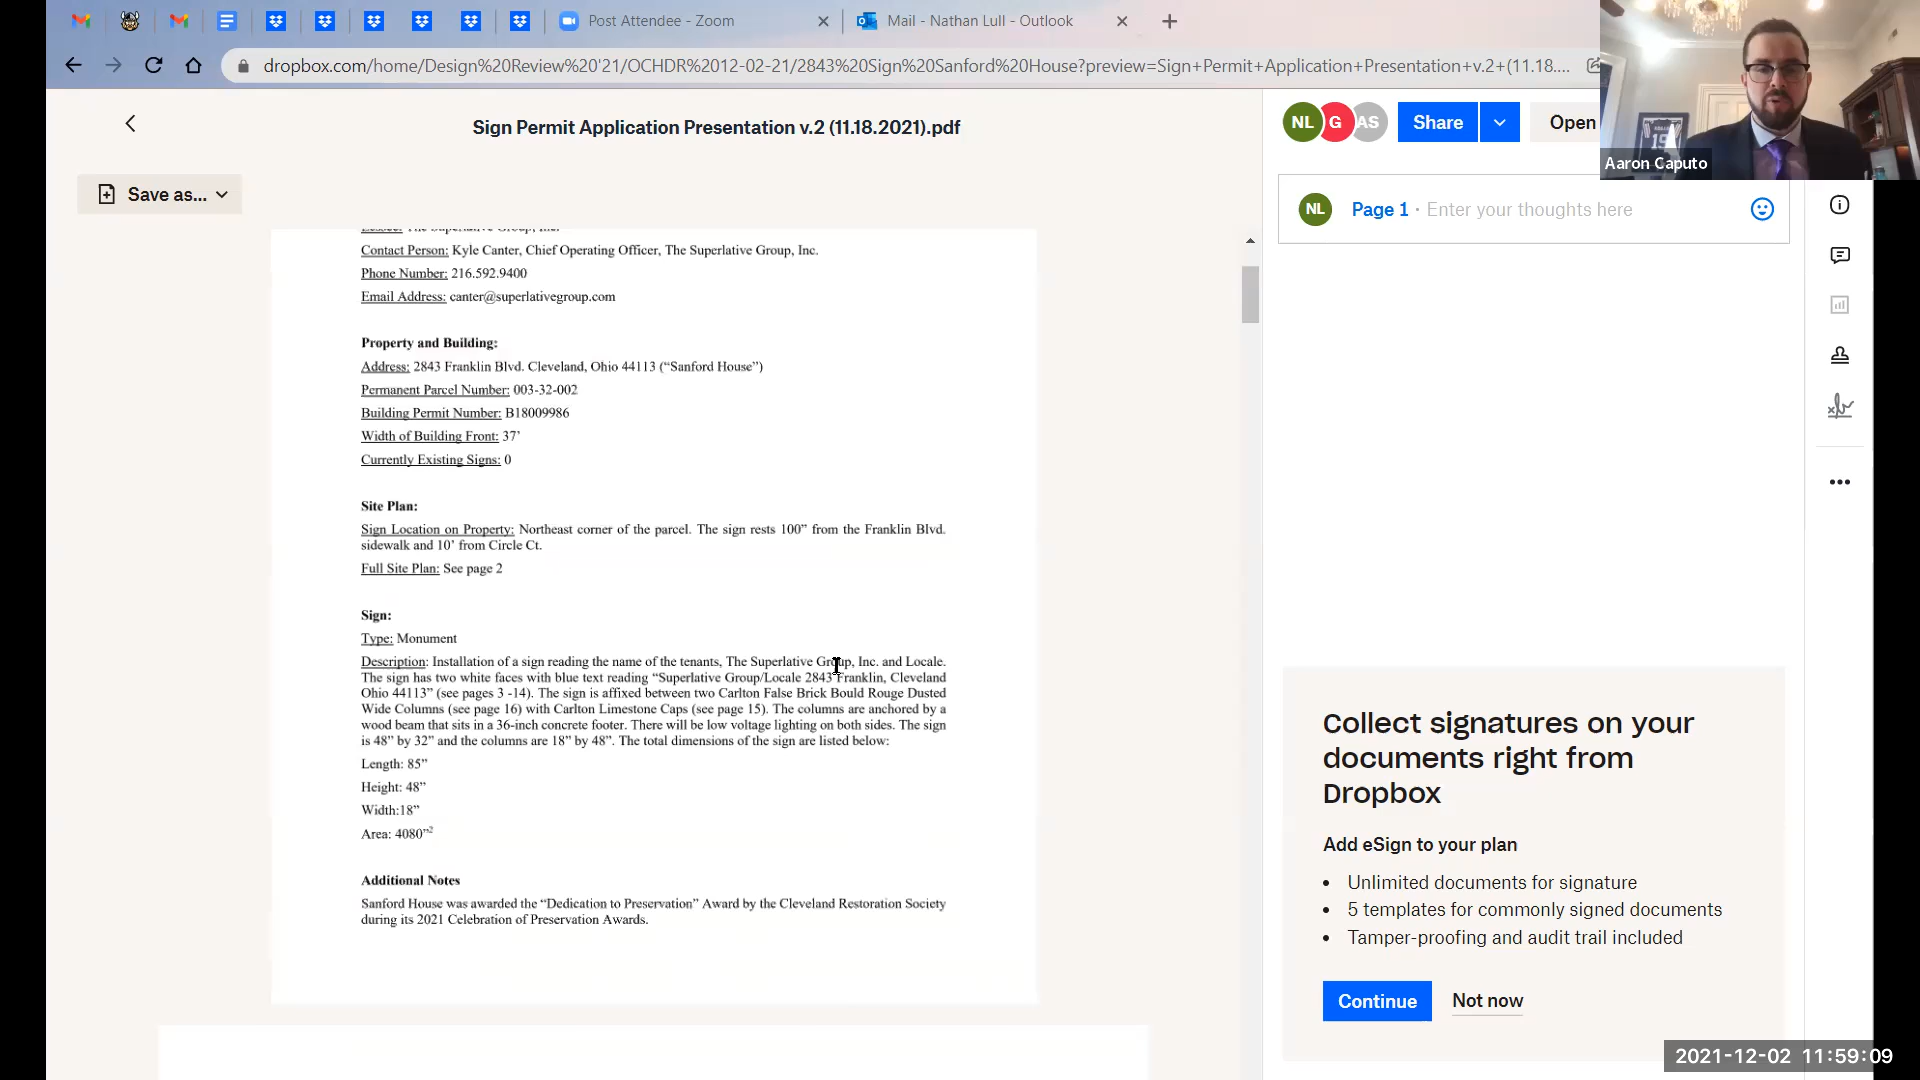 Post Attendee - Zoom
Mail - Nathan Lull - Outlook
dropbox.com/home/Design%20Review%20'21/OCHDR%2012-02-21/2843%20Sign%20Sanford%20House?preview=Sign+Permit+Application+Presentation+v.2+(11.18....
Sign Permit Application Presentation v.2 (11.18.2021).pdf
NL G AS Share Open
Aaron Caputo
Save as...
NL Page 1 · Enter your thoughts here
Lessee: The Superlative Group, Inc.
Contact Person: Kyle Canter, Chief Operating Officer, The Superlative Group, Inc.
Phone Number: 216.592.9400
Email Address: canter@superlativegroup.com
Property and Building:
Address: 2843 Franklin Blvd. Cleveland, Ohio 44113 (“Sanford House”)
Permanent Parcel Number: 003-32-002
Building Permit Number: B18009986
Width of Building Front: 37’
Currently Existing Signs: 0
Site Plan:
Sign Location on Property: Northeast corner of the parcel. The sign rests 100” from the Franklin Blvd.
sidewalk and 10’ from Circle Ct.
Full Site Plan: See page 2
Sign:
Type: Monument
Description: Installation of a sign reading the name of the tenants, The Superlative Group, Inc. and Locale.
The sign has two white faces with blue text reading “Superlative Group/Locale 2843 Franklin, Cleveland
Ohio 44113” (see pages 3 -14). The sign is affixed between two Carlton False Brick Bould Rouge Dusted
Wide Columns (see page 16) with Carlton Limestone Caps (see page 15). The columns are anchored by a
wood beam that sits in a 36-inch concrete footer. There will be low voltage lighting on both sides. The sign
is 48” by 32” and the columns are 18” by 48”. The total dimensions of the sign are listed below:
Length: 85”
Height: 48”
Width:18”
Area: 4080”²
Additional Notes
Sanford House was awarded the “Dedication to Preservation” Award by the Cleveland Restoration Society
during its 2021 Celebration of Preservation Awards.
Collect signatures on your
documents right from
Dropbox
Add eSign to your plan
• Unlimited documents for signature
• 5 templates for commonly signed documents
• Tamper-proofing and audit trail included
Continue Not now
2021-12-02 11:59:09